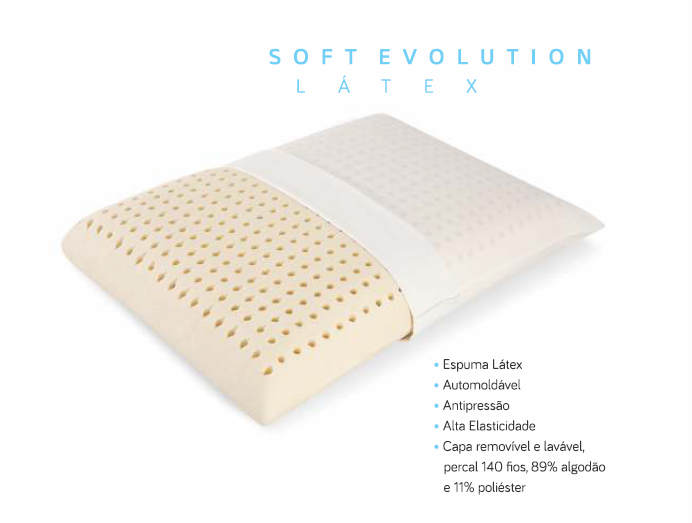 SOFT EVOLUTION
LÁTEX
• Espuma Látex
• Automoldável
• Antipressão
• Alta Elasticidade
• Capa removível e lavável,
percal 140 fios, 89% algodão
e 11% poliéster